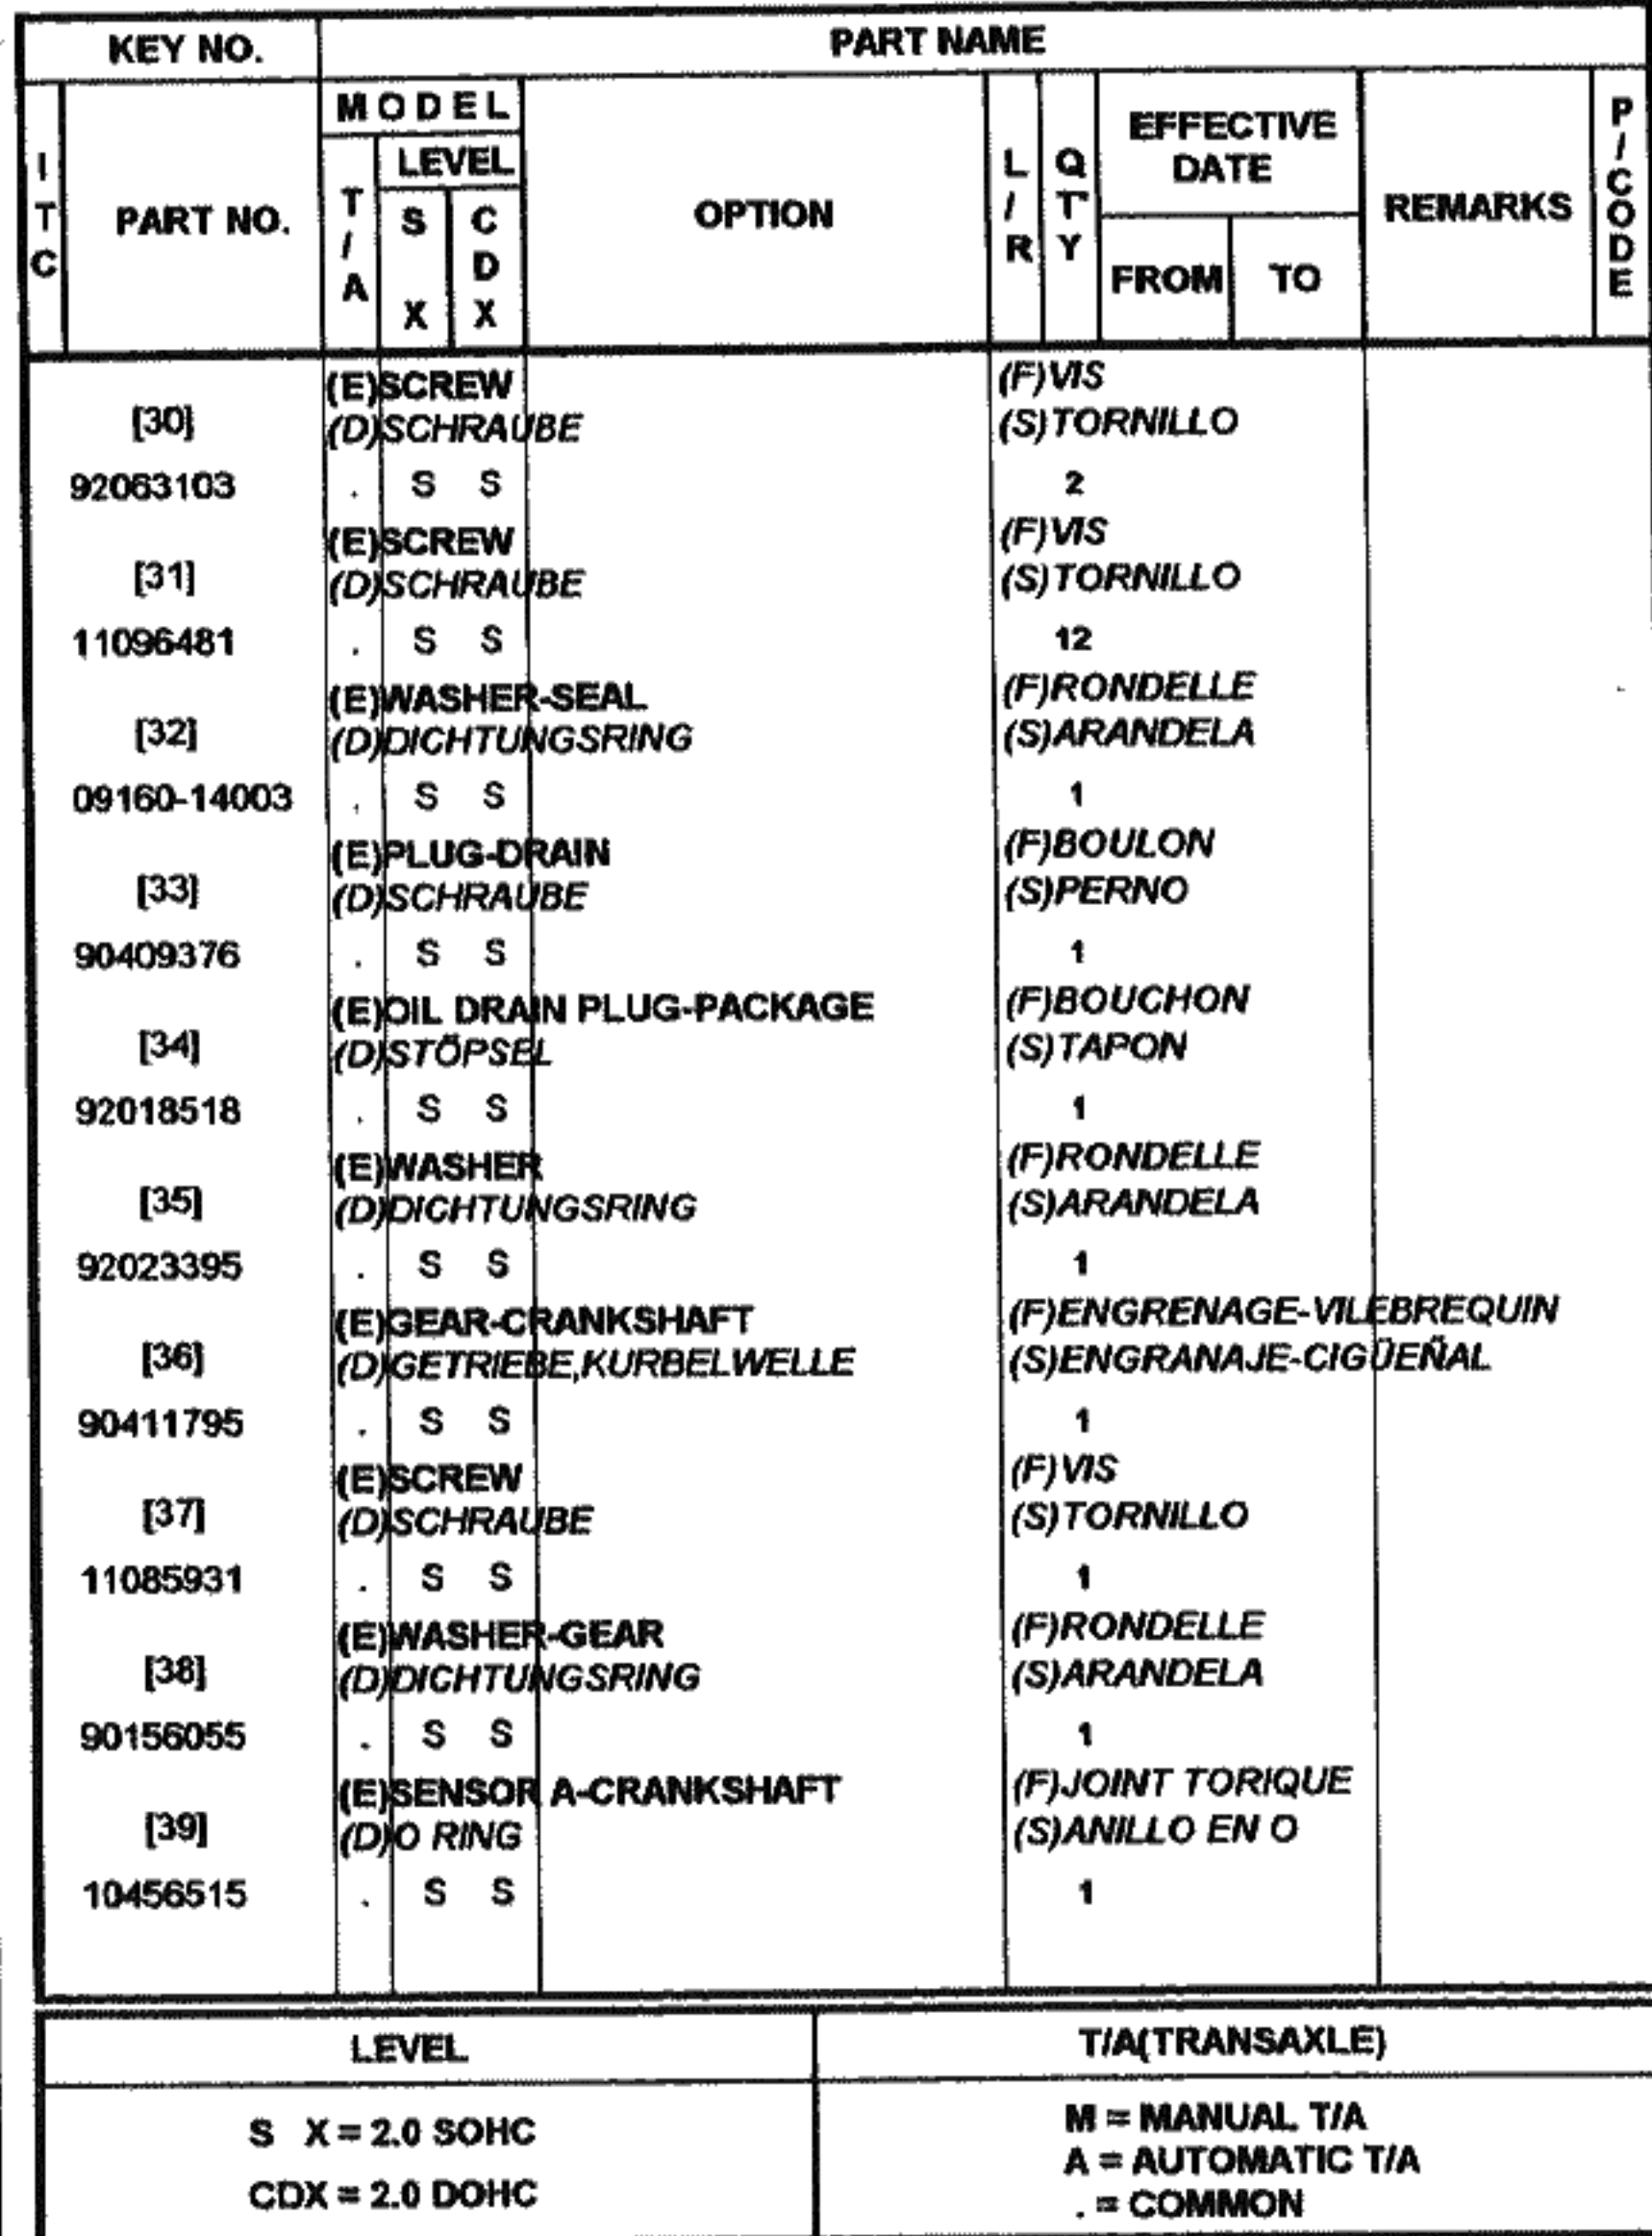 KEY NO. PART NAME
ITC PART NO. MODEL T/A LEVEL S X CDX OPTION L/R QTY EFFECTIVE DATE FROM TO REMARKS P/CODE
(E)SCREW (F)VIS
[30] (D)SCHRAUBE (S)TORNILLO
92063103 . S S 2
(E)SCREW (F)VIS
[31] (D)SCHRAUBE (S)TORNILLO
11096481 . S S 12
(E)WASHER-SEAL (F)RONDELLE
[32] (D)DICHTUNGSRING (S)ARANDELA
09160-14003 . S S 1
(E)PLUG-DRAIN (F)BOULON
[33] (D)SCHRAUBE (S)PERNO
90409376 . S S 1
(E)OIL DRAIN PLUG-PACKAGE (F)BOUCHON
[34] (D)STÖPSEL (S)TAPON
92018518 . S S 1
(E)WASHER (F)RONDELLE
[35] (D)DICHTUNGSRING (S)ARANDELA
92023395 . S S 1
(E)GEAR-CRANKSHAFT (F)ENGRENAGE-VILEBREQUIN
[36] (D)GETRIEBE,KURBELWELLE (S)ENGRANAJE-CIGÜEÑAL
90411795 . S S 1
(E)SCREW (F)VIS
[37] (D)SCHRAUBE (S)TORNILLO
11085931 . S S 1
(E)WASHER-GEAR (F)RONDELLE
[38] (D)DICHTUNGSRING (S)ARANDELA
90156055 . S S 1
(E)SENSOR A-CRANKSHAFT (F)JOINT TORIQUE
[39] (D)O RING (S)ANILLO EN O
10456515 . S S 1
LEVEL T/A(TRANSAXLE)
S X = 2.0 SOHC
CDX = 2.0 DOHC
M = MANUAL T/A
A = AUTOMATIC T/A
. = COMMON